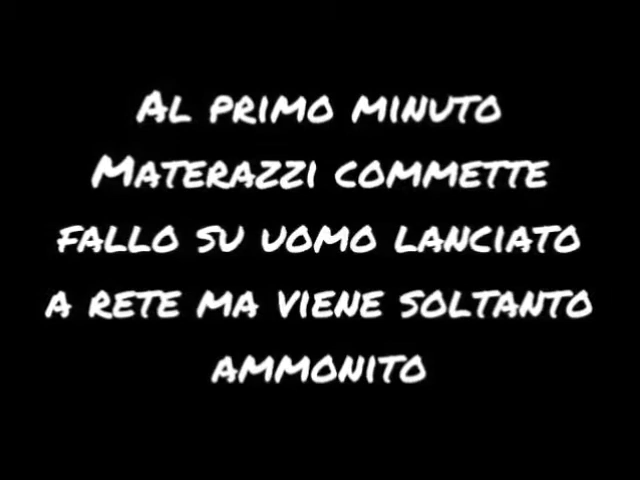 Al primo minuto
Materazzi commette
fallo su uomo lanciato
a rete ma viene soltanto
ammonito